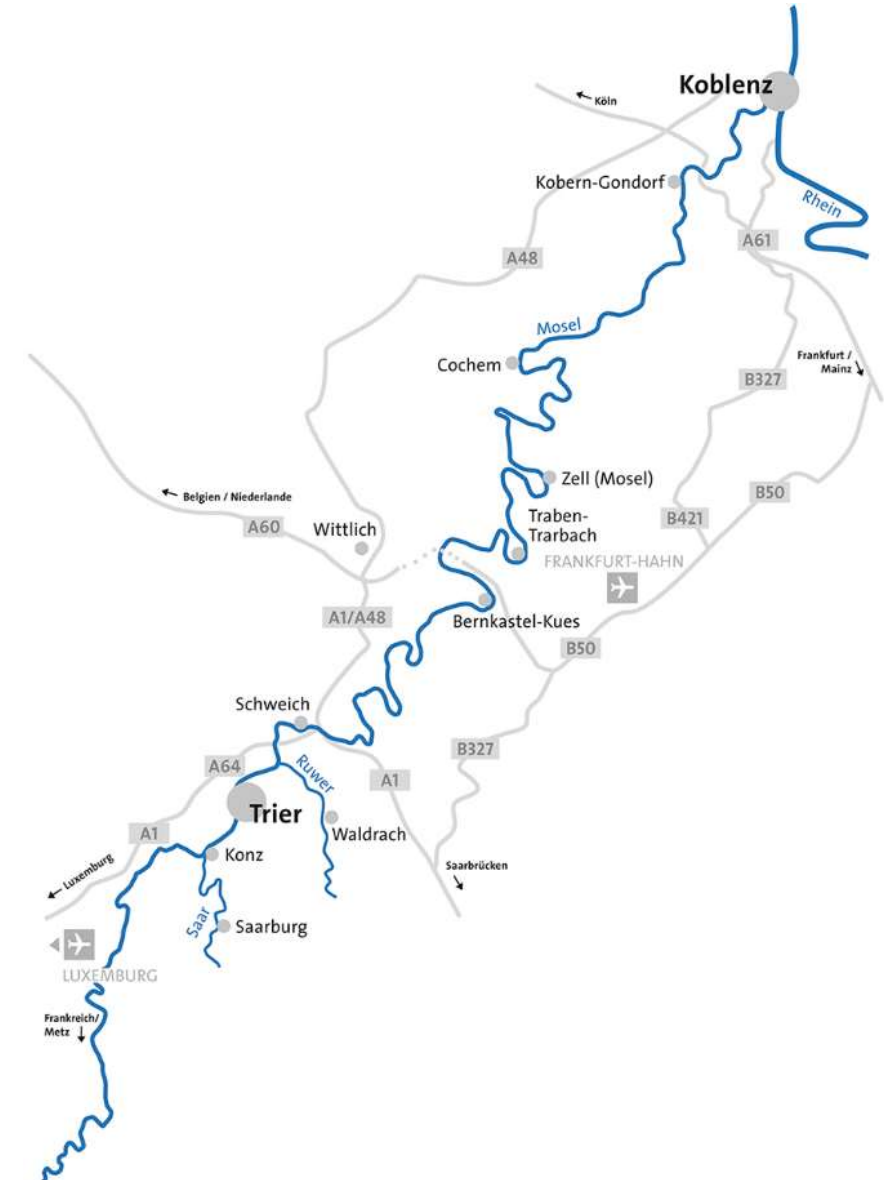 Koblenz
Köln
Kobern-Gondorf
Rhein
A61
A48
Mosel
Frankfurt /
Mainz
Cochem
B327
Zell (Mosel)
B50
Belgien / Niederlande
A60
Wittlich
Traben-
Trarbach
B421
FRANKFURT-HAHN
A1/A48
Bernkastel-Kues
B50
Schweich
B327
A64
Ruwer
A1
Trier
A1
Waldrach
Konz
Luxemburg
Saarbrücken
Saar
Saarburg
LUXEMBURG
Frankreich/
Metz